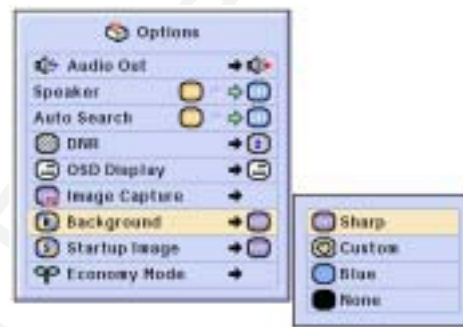 Options
Audio Out
Speaker
Auto Search
DNR
OSD Display
Image Capture
Background
Startup Image
Economy Mode
Sharp
Custom
Blue
None